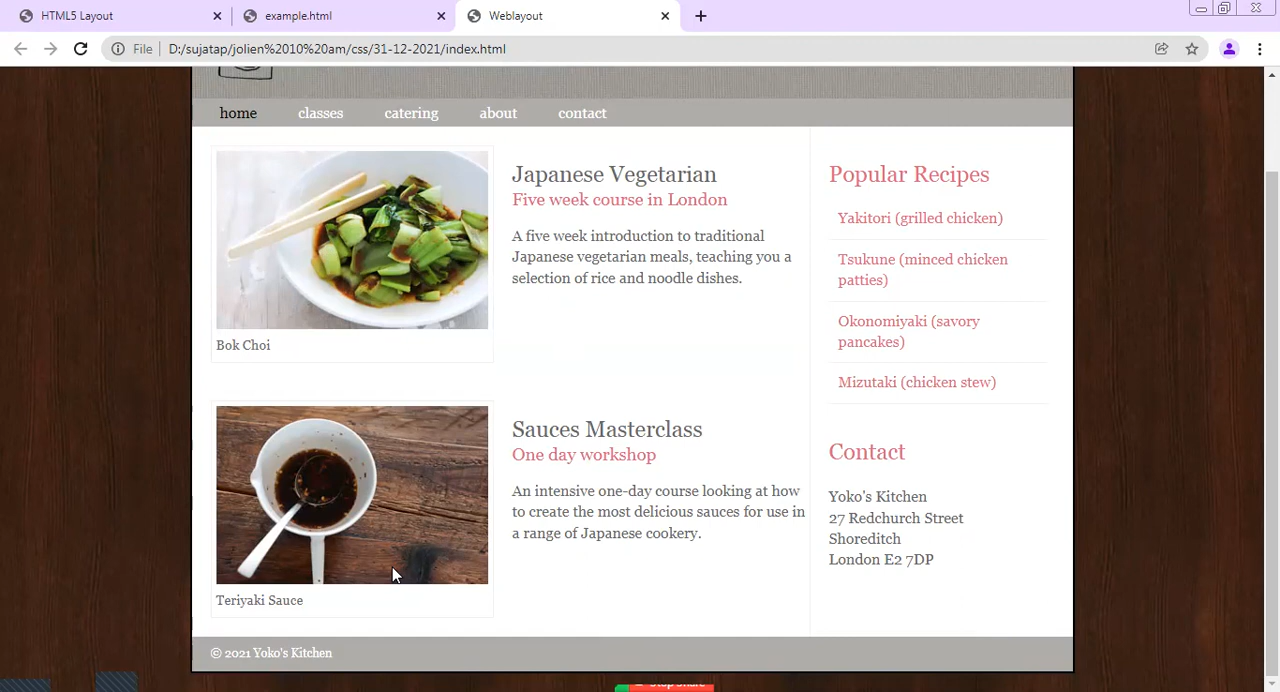 HTML5 Layout
example.html
Weblayout
File
D:/sujatap/jolien%2010%20am/css/31-12-2021/index.html
home classes catering about contact
Bok Choi
Japanese Vegetarian
Five week course in London
A five week introduction to traditional
Japanese vegetarian meals, teaching you a
selection of rice and noodle dishes.
Teriyaki Sauce
Sauces Masterclass
One day workshop
An intensive one-day course looking at how
to create the most delicious sauces for use in
a range of Japanese cookery.
Popular Recipes
Yakitori (grilled chicken)
Tsukune (minced chicken
patties)
Okonomiyaki (savory
pancakes)
Mizutaki (chicken stew)
Contact
Yoko's Kitchen
27 Redchurch Street
Shoreditch
London E2 7DP
© 2021 Yoko's Kitchen
Stop Share